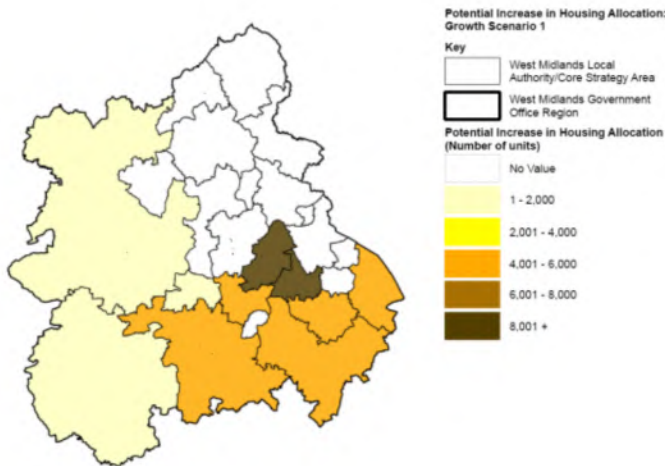 Potential Increase in Housing Allocation:
Growth Scenario 1
Key
West Midlands Local
Authority/Core Strategy Area
West Midlands Government
Office Region
Potential Increase in Housing Allocation
(Number of units)
No Value
1 - 2,000
2,001 - 4,000
4,001 - 6,000
6,001 - 8,000
8,001 +